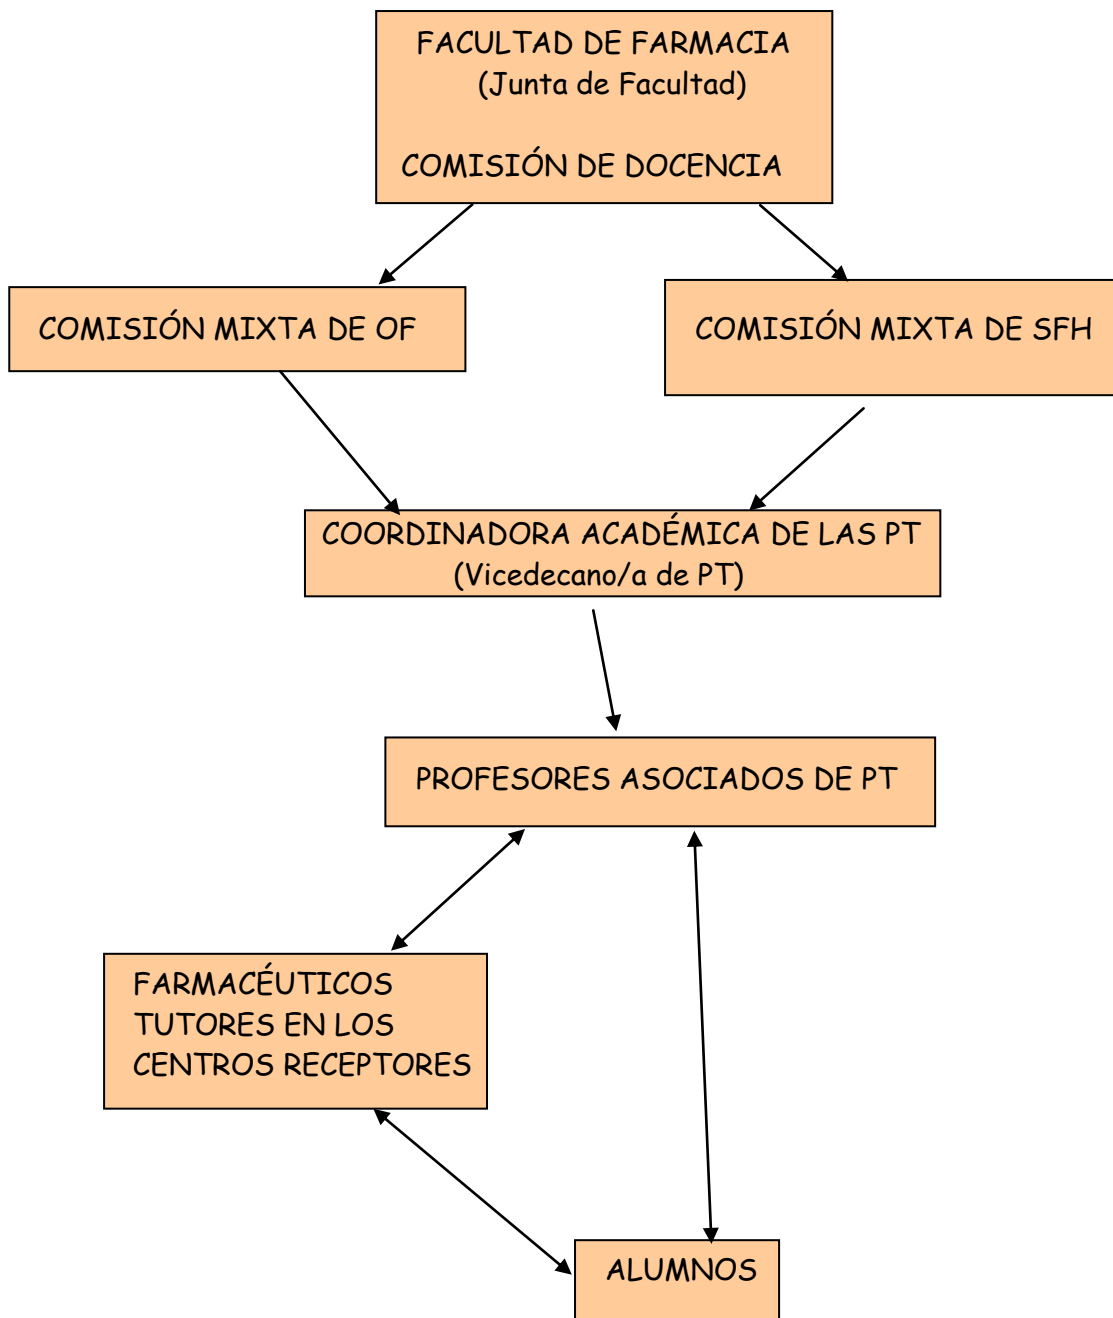 FACULTAD DE FARMACIA
(Junta de Facultad)
COMISIÓN DE DOCENCIA
COMISIÓN MIXTA DE OF
COMISIÓN MIXTA DE SFH
COORDINADORA ACADÉMICA DE LAS PT
(Vicedecano/a de PT)
PROFESORES ASOCIADOS DE PT
FARMACÉUTICOS
TUTORES EN LOS
CENTROS RECEPTORES
ALUMNOS